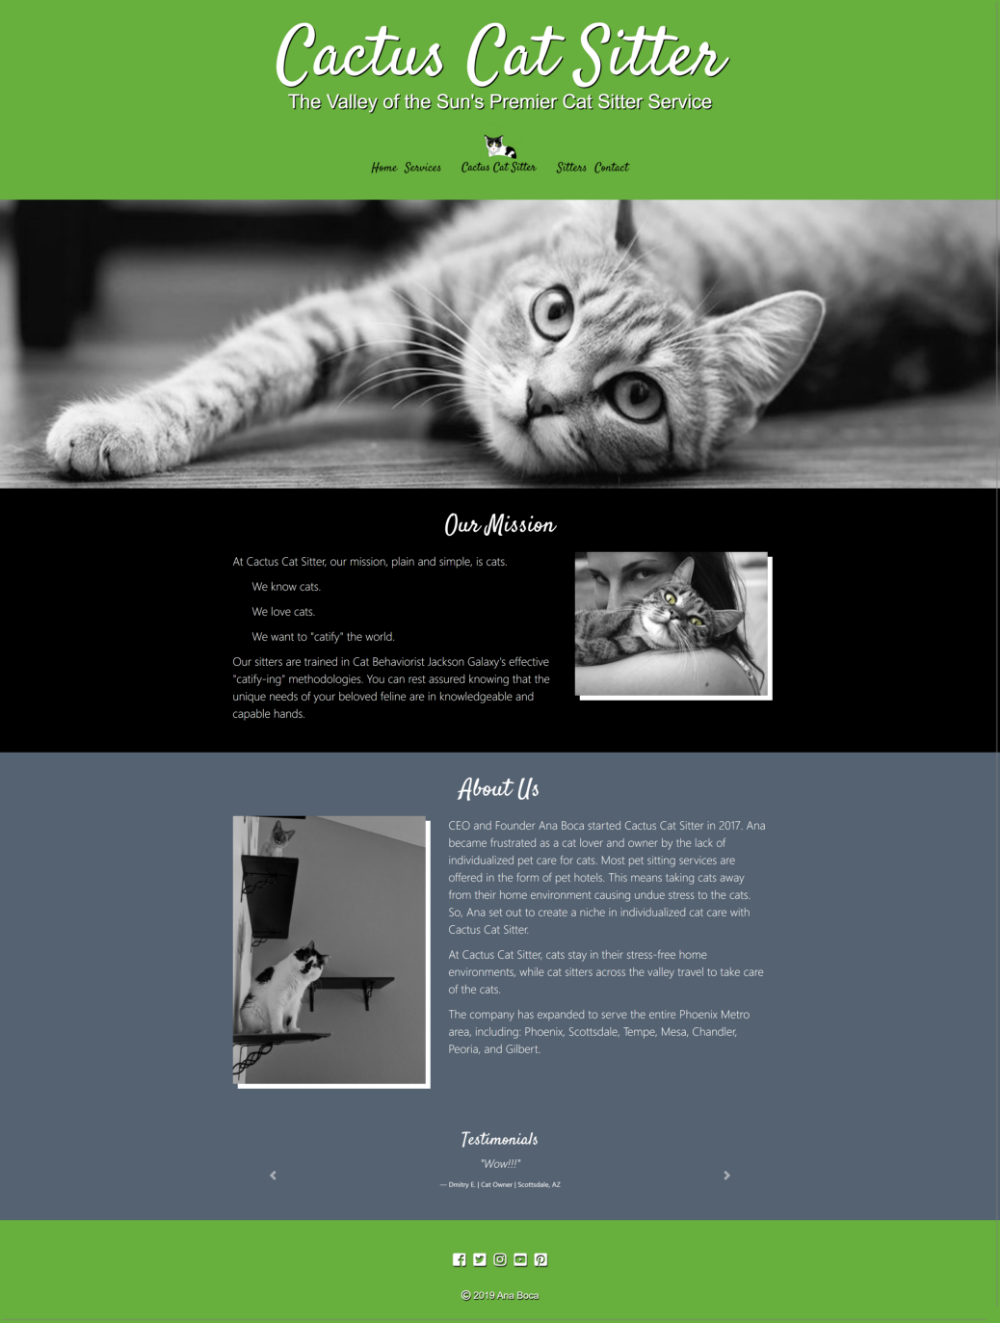 Cactus Cat Sitter
The Valley of the Sun's Premier Cat Sitter Service
Home Services Cactus Cat Sitter Sitters Contact
Our Mission
At Cactus Cat Sitter, our mission, plain and simple, is cats.
We know cats.
We love cats.
We want to "catify" the world.
Our sitters are trained in Cat Behaviorist Jackson Galaxy's effective
"catify-ing" methodologies. You can rest assured knowing that the
unique needs of your beloved feline are in knowledgeable and
capable hands.
About Us
CEO and Founder Ana Boca started Cactus Cat Sitter in 2017. Ana
became frustrated as a cat lover and owner by the lack of
individualized pet care for cats. Most pet sitting services are
offered in the form of pet hotels. This means taking cats away
from their home environment causing undue stress to the cats.
So, Ana set out to create a niche in individualized cat care with
Cactus Cat Sitter.
At Cactus Cat Sitter, cats stay in their stress-free home
environments, while cat sitters across the valley travel to take care
of the cats.
The company has expanded to serve the entire Phoenix Metro
area, including: Phoenix, Scottsdale, Tempe, Mesa, Chandler,
Peoria, and Gilbert.
Testimonials
"Wow!!!"
— Dmitry E. | Cat Owner | Scottsdale, AZ
© 2019 Ana Boca